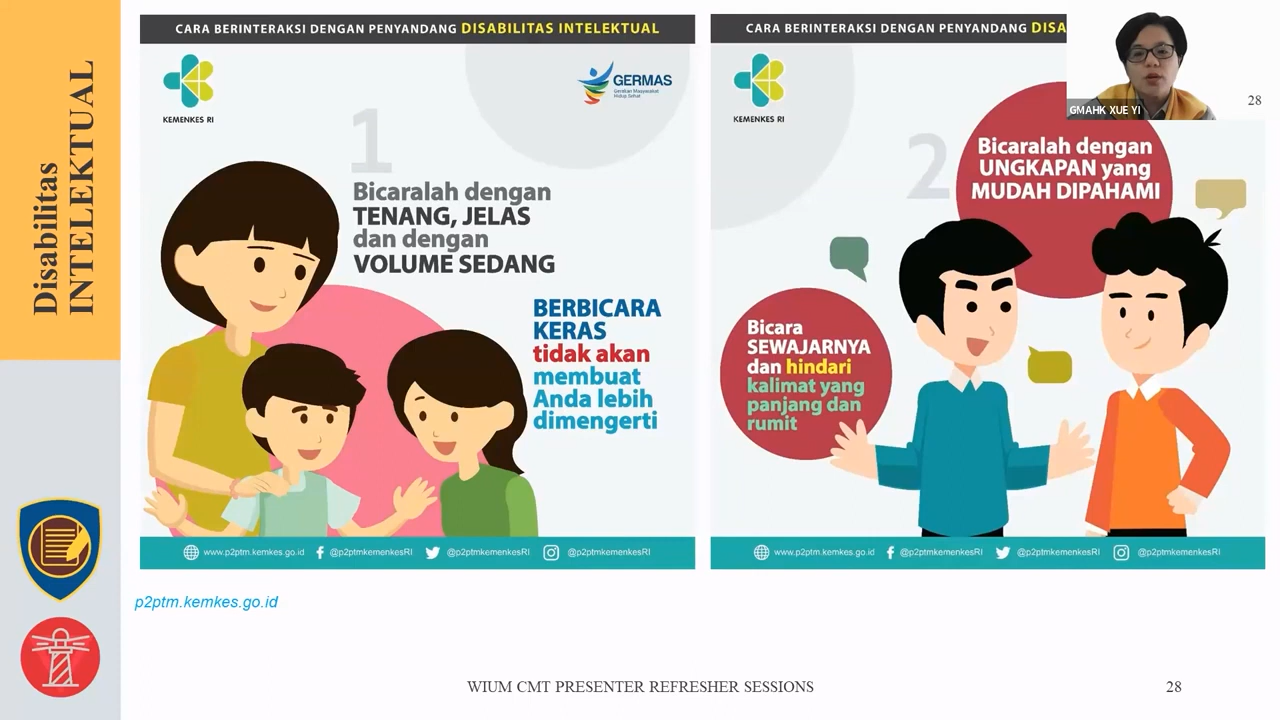 Disabilitas
INTELEKTUAL
CARA BERINTERAKSI DENGAN PENYANDANG DISABILITAS INTELEKTUAL
KEMENKES RI
GERMAS
Gerakan Masyarakat
Hidup Sehat
1
Bicaralah dengan
TENANG, JELAS
dan dengan
VOLUME SEDANG
BERBICARA
KERAS
tidak akan
membuat
Anda lebih
dimengerti
www.p2ptm.kemkes.go.id
@p2ptmkemenkesRI
@p2ptmkemenkesRI
@p2ptmkemenkesRI
CARA BERINTERAKSI DENGAN PENYANDANG DISA
KEMENKES RI
GMAHK XUE YI
28
2
Bicaralah dengan
UNGKAPAN yang
MUDAH DIPAHAMI
Bicara
SEWAJARNYA
dan hindari
kalimat yang
panjang dan
rumit
www.p2ptm.kemkes.go.id
@p2ptmkemenkesRI
@p2ptmkemenkesRI
@p2ptmkemenkesRI
p2ptm.kemkes.go.id
WIUM CMT PRESENTER REFRESHER SESSIONS
28